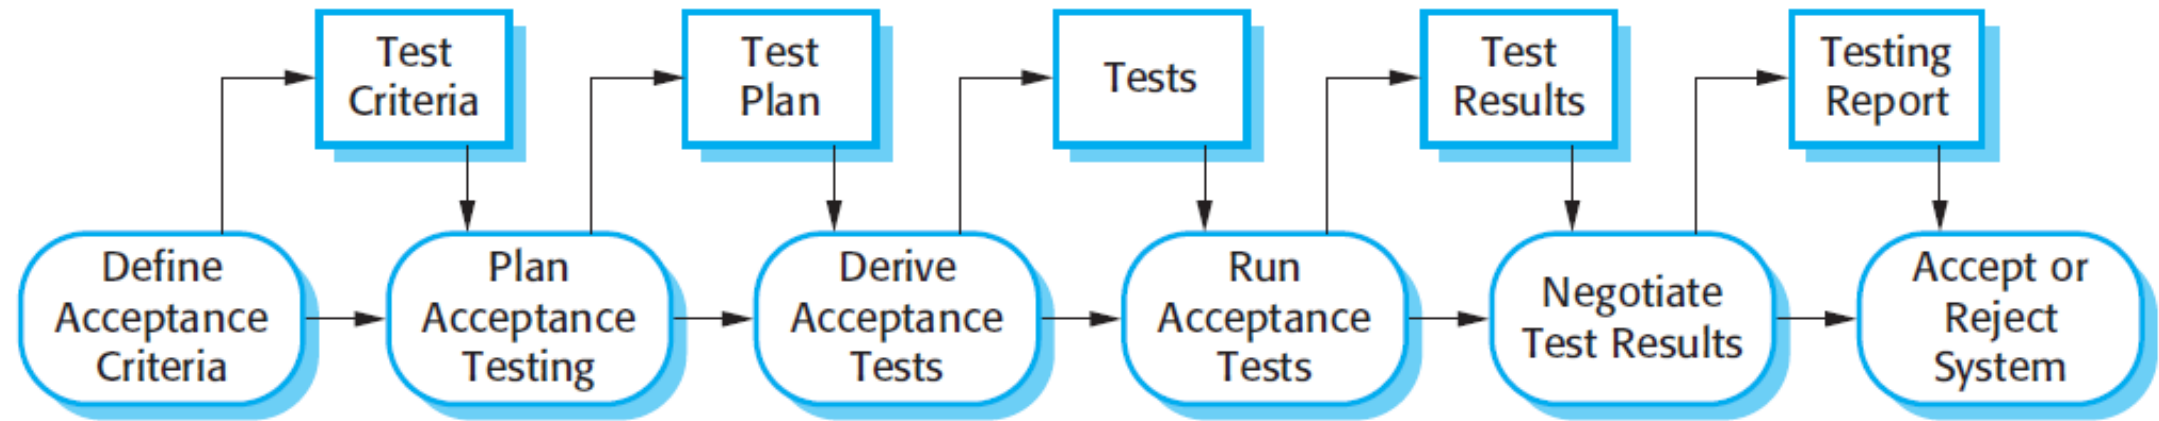 Test
Criteria
Test
Plan
Tests
Test
Results
Testing
Report
Define
Acceptance
Criteria
Plan
Acceptance
Testing
Derive
Acceptance
Tests
Run
Acceptance
Tests
Negotiate
Test Results
Accept or
Reject
System